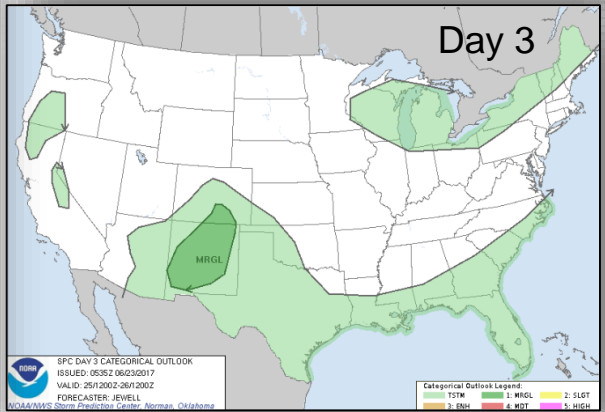 Day 3
MRGL
NOAA
SPC DAY 3 CATEGORICAL OUTLOOK
ISSUED: 0535Z 06/23/2017
VALID: 25/1200Z-26/1200Z
FORECASTER: JEWELL
NOAA/NWS Storm Prediction Center, Norman, Oklahoma
Categorical Outlook Legend:
TSTM 1: MRGL 2: SLGT
3: ENH 4: MDT 5: HIGH